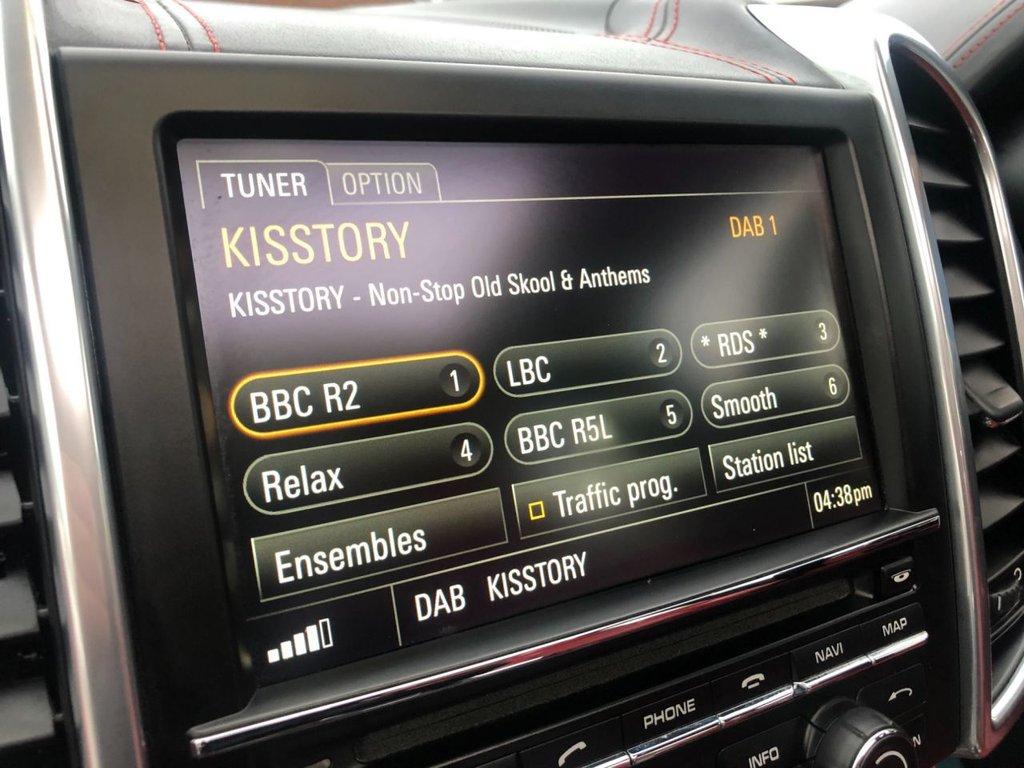 TUNER OPTION
KISSTORY DAB 1
KISSTORY - Non-Stop Old Skool & Anthems
BBC R2 1 LBC 2 * RDS * 3
Relax 4 BBC R5L 5 Smooth 6
Ensembles Traffic prog. Station list
DAB KISSTORY 04:38pm
PHONE NAVI MAP
INFO